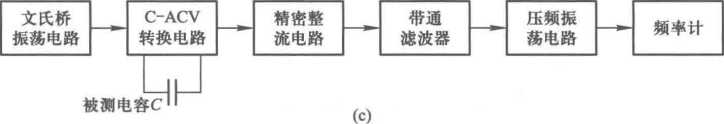 文氏桥
振荡电路
C-ACV
转换电路
精密整
流电路
带通
滤波器
压频振
荡电路
频率计
被测电容C
(c)